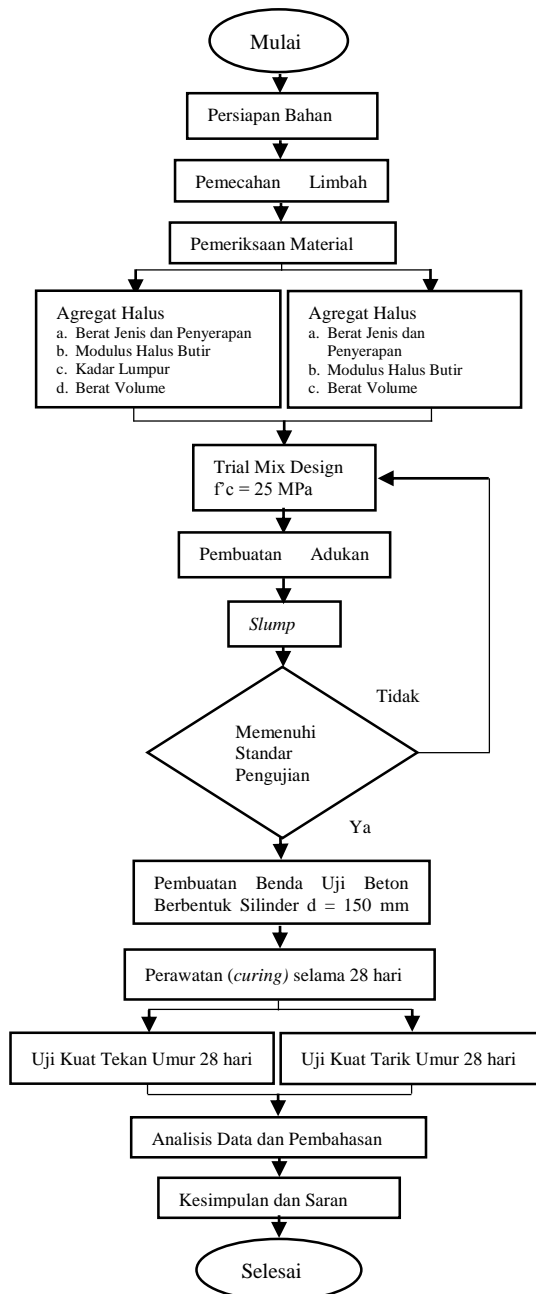 Mulai
Persiapan Bahan
Pemecahan Limbah
Pemeriksaan Material
Agregat Halus
a. Berat Jenis dan Penyerapan
b. Modulus Halus Butir
c. Kadar Lumpur
d. Berat Volume
Agregat Halus
a. Berat Jenis dan
Penyerapan
b. Modulus Halus Butir
c. Berat Volume
Trial Mix Design
f'c = 25 MPa
Pembuatan Adukan
Slump
Tidak
Memenuhi
Standar
Pengujian
Ya
Pembuatan Benda Uji Beton
Berbentuk Silinder d = 150 mm
Perawatan (curing) selama 28 hari
Uji Kuat Tekan Umur 28 hari
Uji Kuat Tarik Umur 28 hari
Analisis Data dan Pembahasan
Kesimpulan dan Saran
Selesai